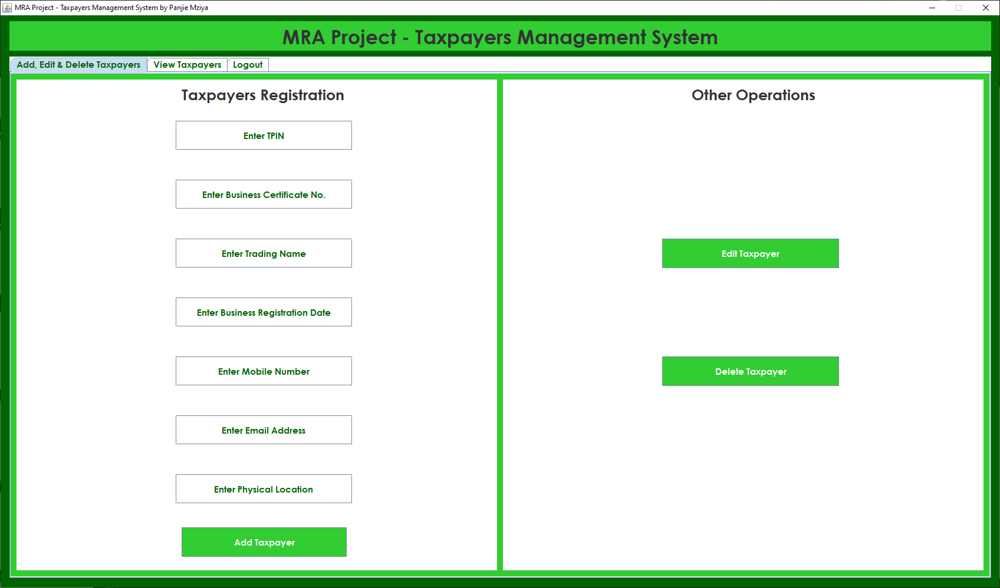 MRA Project - Taxpayers Management System by Panjie Mziya
MRA Project - Taxpayers Management System
Add, Edit & Delete Taxpayers
View Taxpayers
Logout
Taxpayers Registration
Enter TPIN
Enter Business Certificate No.
Enter Trading Name
Enter Business Registration Date
Enter Mobile Number
Enter Email Address
Enter Physical Location
Add Taxpayer
Other Operations
Edit Taxpayer
Delete Taxpayer